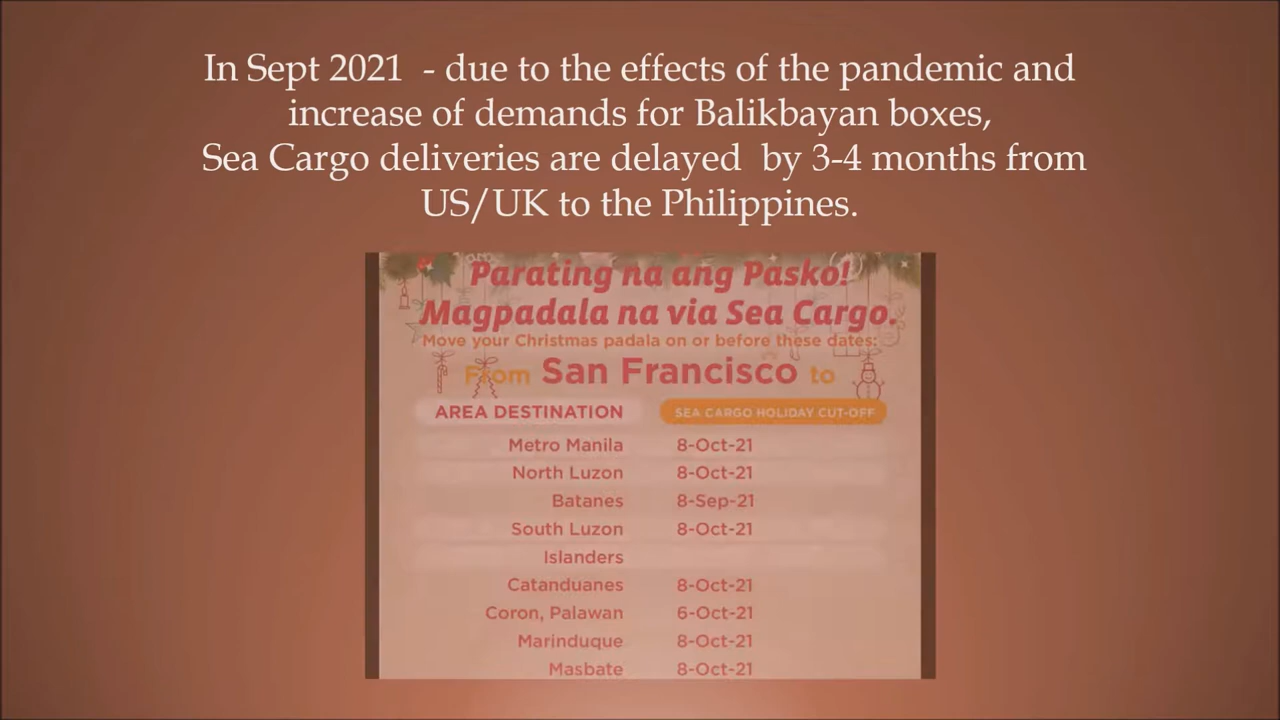 In Sept 2021 - due to the effects of the pandemic and
increase of demands for Balikbayan boxes,
Sea Cargo deliveries are delayed by 3-4 months from
US/UK to the Philippines.
Parating na ang Pasko!
Magpadala na via Sea Cargo.
Move your Christmas padala on or before these dates:
From San Francisco to
AREA DESTINATION SEA CARGO HOLIDAY CUT-OFF
Metro Manila 8-Oct-21
North Luzon 8-Oct-21
Batanes 8-Sep-21
South Luzon 8-Oct-21
Islanders
Catanduanes 8-Oct-21
Coron, Palawan 6-Oct-21
Marinduque 8-Oct-21
Masbate 8-Oct-21